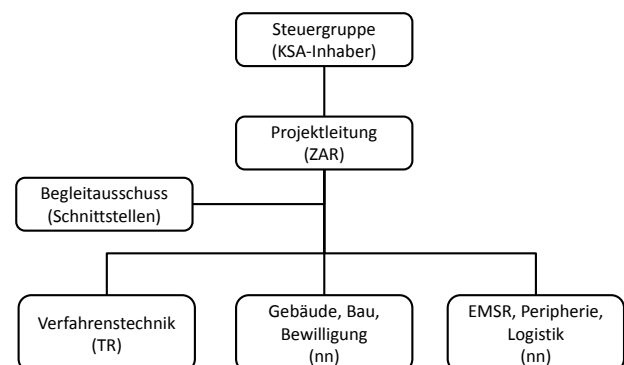 Steuergruppe
(KSA-Inhaber)
Projektleitung
(ZAR)
Begleitausschuss
(Schnittstellen)
Verfahrenstechnik
(TR)
Gebäude, Bau,
Bewilligung
(nn)
EMSR, Peripherie,
Logistik
(nn)